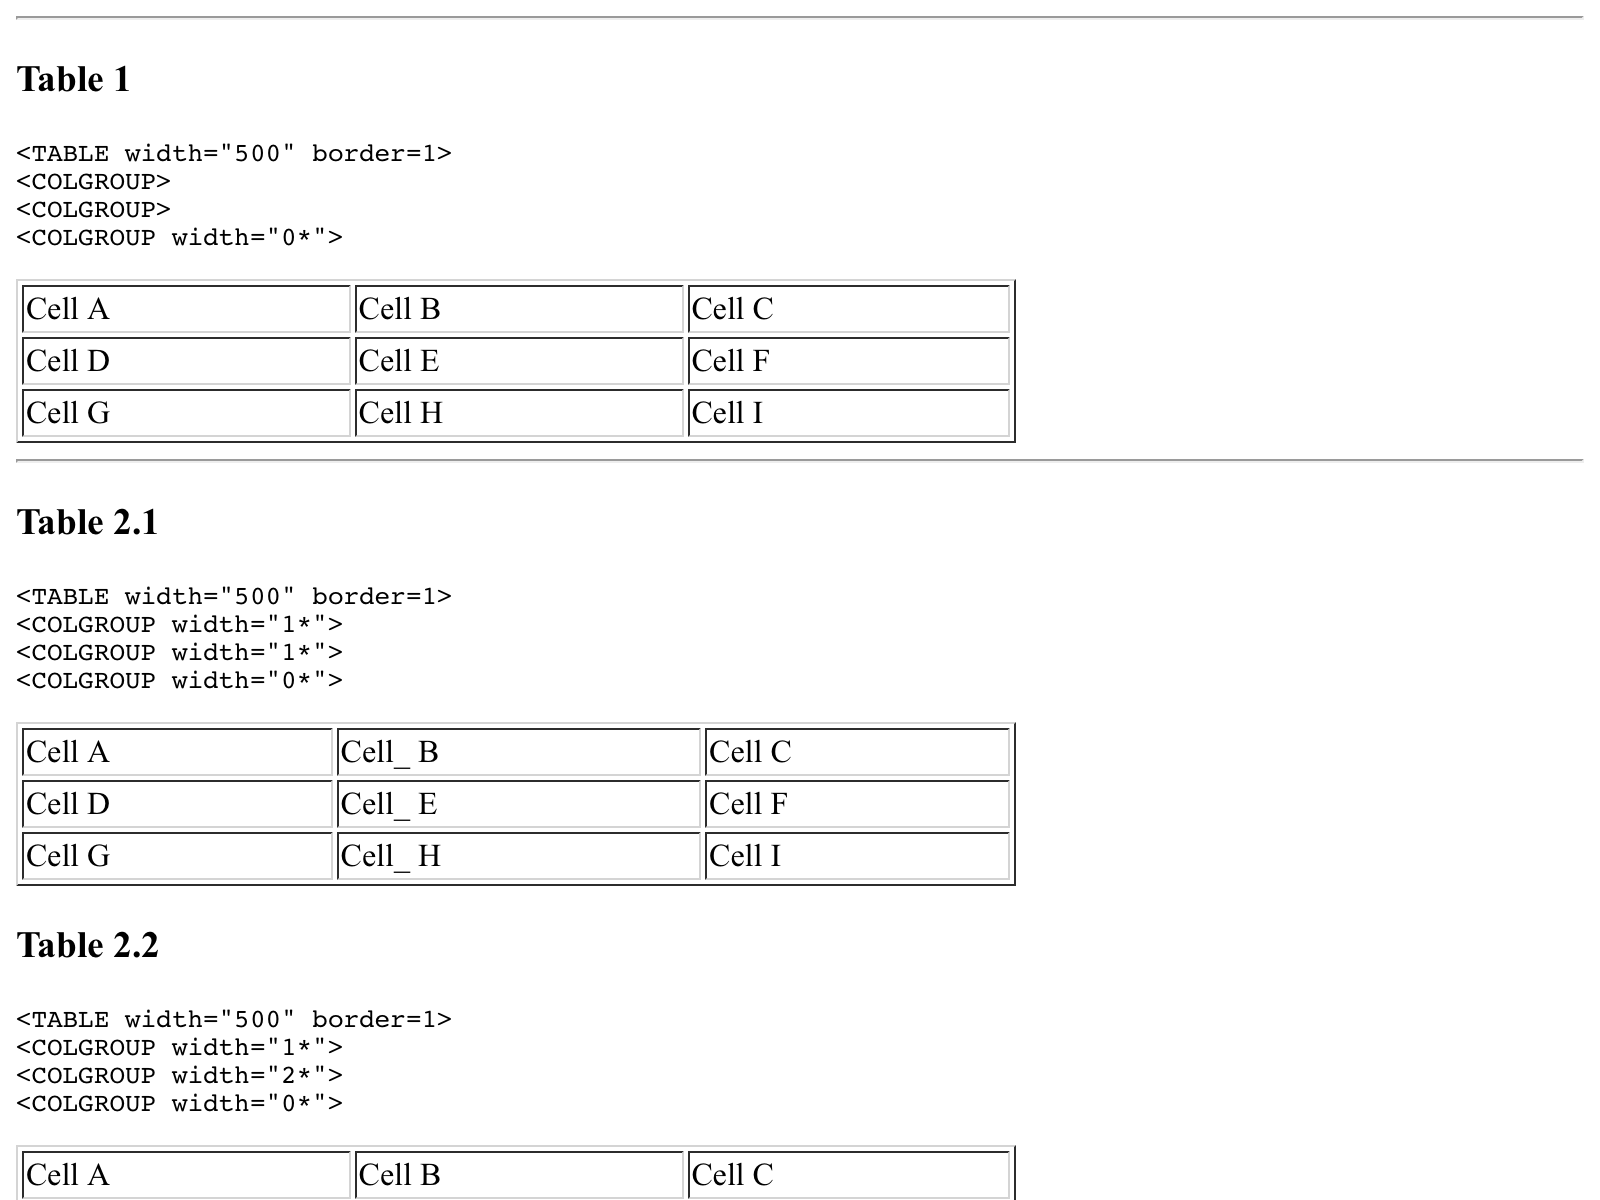 Table 1
<TABLE width="500" border=1>
<COLGROUP>
<COLGROUP>
<COLGROUP width="0*">
Cell A Cell B Cell C
Cell D Cell E Cell F
Cell G Cell H Cell I
Table 2.1
<TABLE width="500" border=1>
<COLGROUP width="1*">
<COLGROUP width="1*">
<COLGROUP width="0*">
Cell A Cell_ B Cell C
Cell D Cell_ E Cell F
Cell G Cell_ H Cell I
Table 2.2
<TABLE width="500" border=1>
<COLGROUP width="1*">
<COLGROUP width="2*">
<COLGROUP width="0*">
Cell A Cell B Cell C